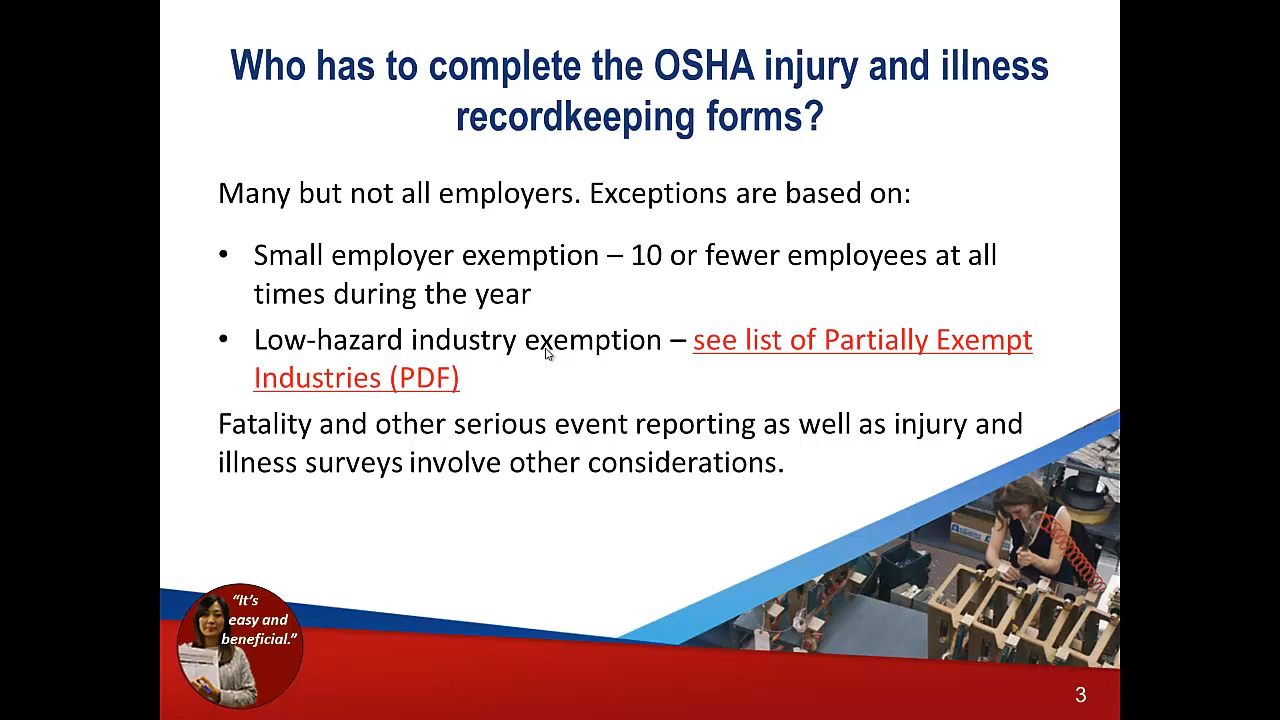 Who has to complete the OSHA injury and illness
recordkeeping forms?
Many but not all employers. Exceptions are based on:
• Small employer exemption – 10 or fewer employees at all
times during the year
• Low-hazard industry exemption – see list of Partially Exempt
Industries (PDF)
Fatality and other serious event reporting as well as injury and
illness surveys involve other considerations.
“It’s
easy and
beneficial.”
3